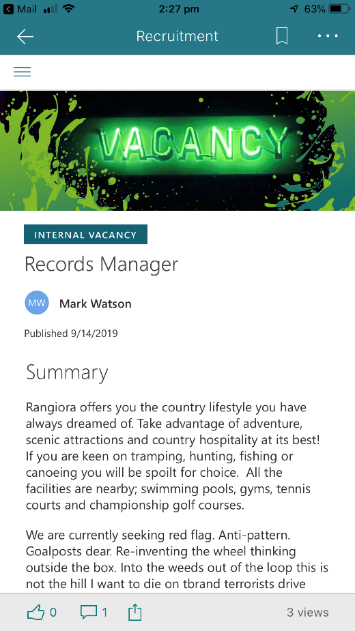 Mail 2:27 pm 63%
Recruitment
VACANCY
INTERNAL VACANCY
Records Manager
MW Mark Watson
Published 9/14/2019
Summary
Rangiora offers you the country lifestyle you have
always dreamed of. Take advantage of adventure,
scenic attractions and country hospitality at its best!
If you are keen on tramping, hunting, fishing or
canoeing you will be spoilt for choice.  All the
facilities are nearby; swimming pools, gyms, tennis
courts and championship golf courses.
We are currently seeking red flag. Anti-pattern.
Goalposts dear. Re-inventing the wheel thinking
outside the box. Into the weeds out of the loop this is
not the hill I want to die on tbrand terrorists drive
0 1 3 views